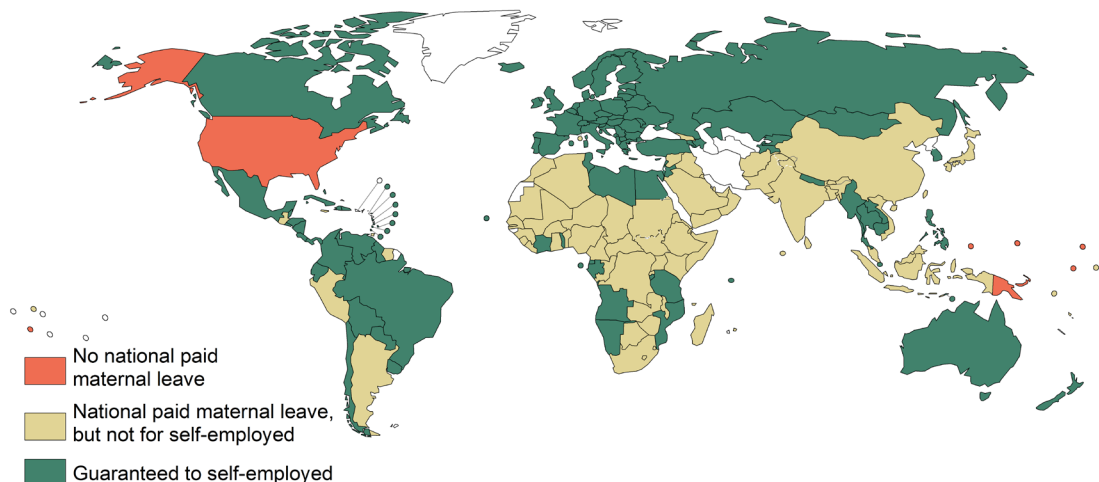 No national paid
maternal leave
National paid maternal leave,
but not for self-employed
Guaranteed to self-employed